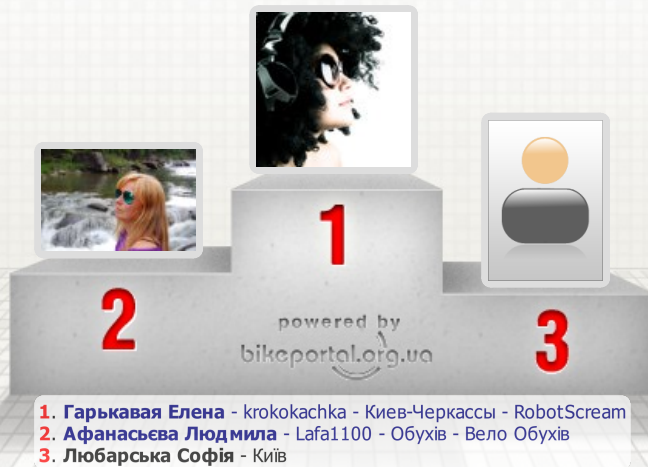 1
2
3
powered by
bikeportal.org.ua
1. Гарькавая Елена - krokokachka - Киев-Черкассы - RobotScream
2. Афанасьєва Людмила - Lafa1100 - Обухів - Вело Обухів
3. Любарська Софія - Київ